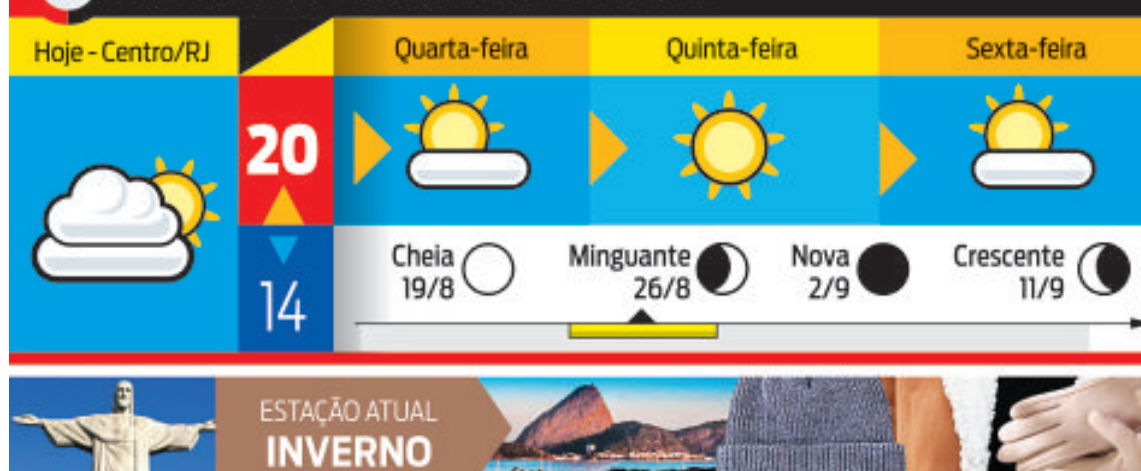 Hoje - Centro/RJ
Quarta-feira
Quinta-feira
Sexta-feira
20
14
Cheia
19/8
Minguante
26/8
Nova
2/9
Crescente
11/9
ESTAÇÃO ATUAL
INVERNO